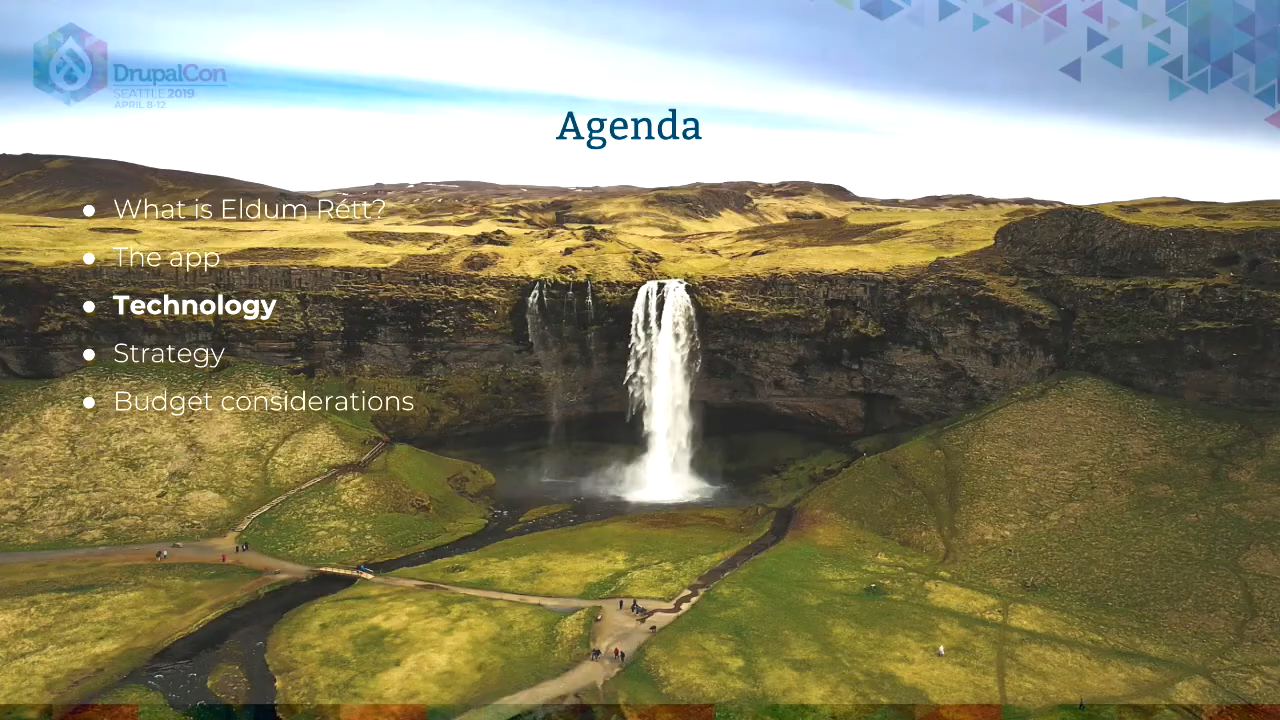 DrupalCon
SEATTLE 2019
APRIL 8-12
Agenda
● What is Eldum Rétt?
● The app
● Technology
● Strategy
● Budget considerations